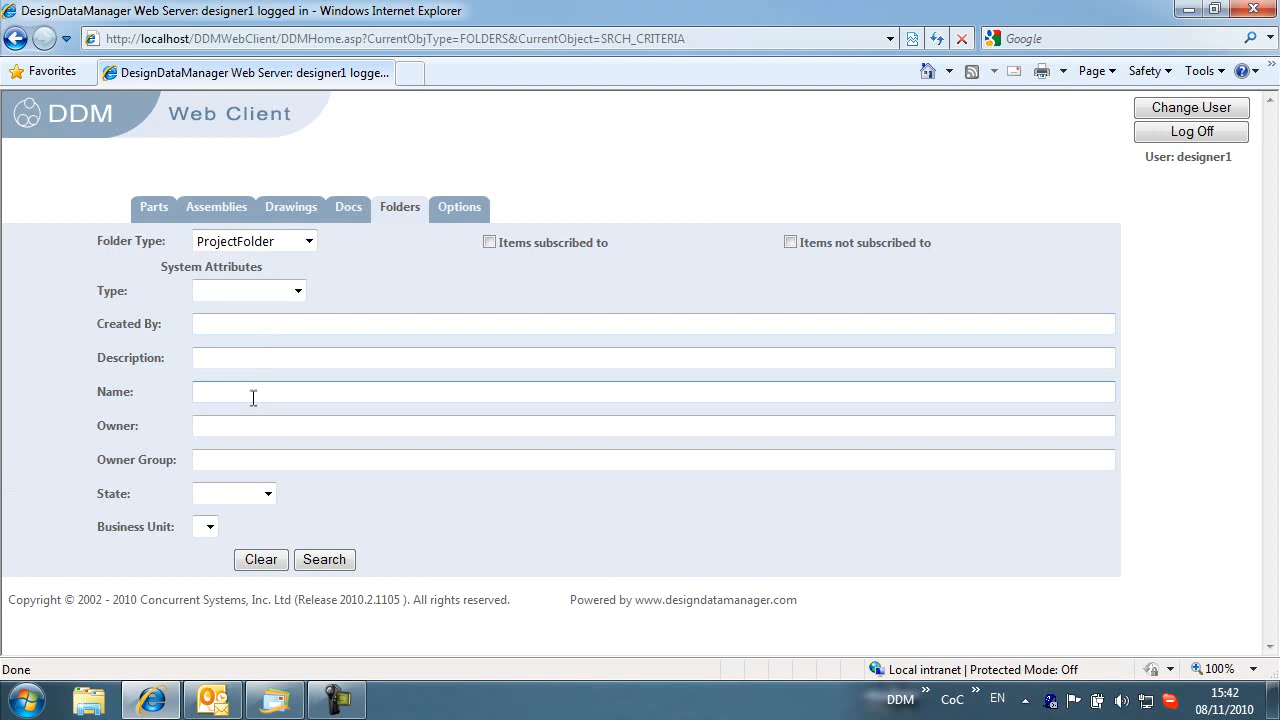 DesignDataManager Web Server: designer1 logged in - Windows Internet Explorer
http://localhost/DDMWebClient/DDMHome.asp?CurrentObjType=FOLDERS&CurrentObject=SRCH_CRITERIA
Google
Favorites
DesignDataManager Web Server: designer1 logge...
Page
Safety
Tools
DDM
Web Client
Change User
Log Off
User: designer1
Parts
Assemblies
Drawings
Docs
Folders
Options
Folder Type:
ProjectFolder
Items subscribed to
Items not subscribed to
System Attributes
Type:
Created By:
Description:
Name:
Owner:
Owner Group:
State:
Business Unit:
Clear
Search
Copyright © 2002 - 2010 Concurrent Systems, Inc. Ltd (Release 2010.2.1105 ). All rights reserved.
Powered by www.designdatamanager.com
Done
Local intranet | Protected Mode: Off
100%
DDM
CoC
EN
15:42
08/11/2010